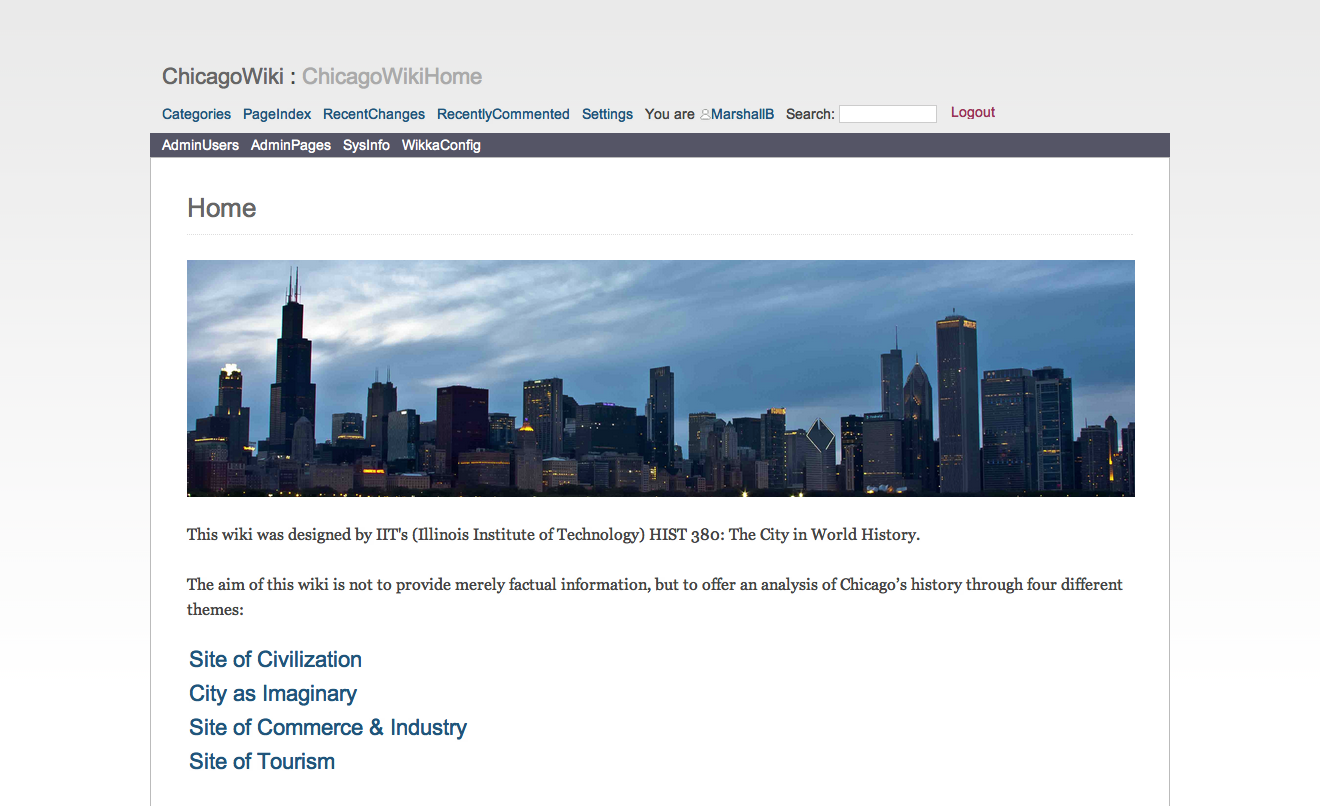 ChicagoWiki : ChicagoWikiHome
Categories PageIndex RecentChanges RecentlyCommented Settings You are MarshallB Search: Logout
AdminUsers AdminPages SysInfo WikkaConfig
Home
This wiki was designed by IIT's (Illinois Institute of Technology) HIST 380: The City in World History.
The aim of this wiki is not to provide merely factual information, but to offer an analysis of Chicago’s history through four different
themes:
Site of Civilization
City as Imaginary
Site of Commerce & Industry
Site of Tourism